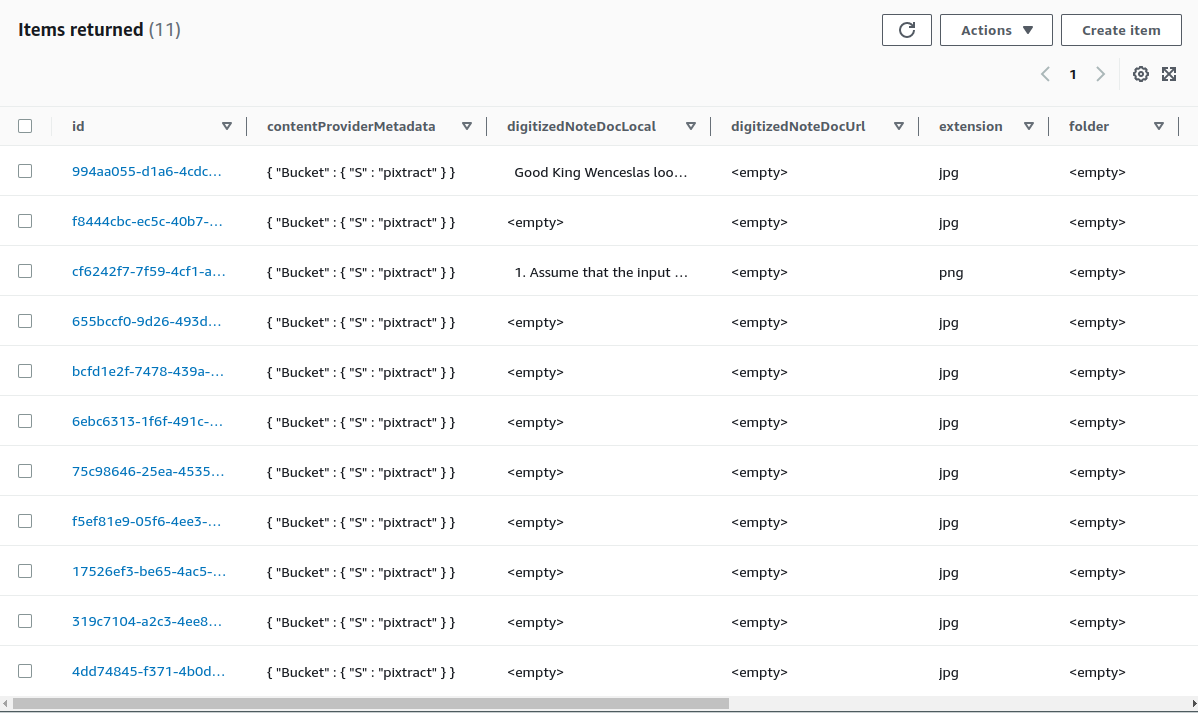 Items returned (11)
Actions
Create item
1
id contentProviderMetadata digitizedNoteDocLocal digitizedNoteDocUrl extension folder
994aa055-d1a6-4cdc... { "Bucket" : { "S" : "pixtract" } } Good King Wenceslas loo... <empty> jpg <empty>
f8444cbc-ec5c-40b7-... { "Bucket" : { "S" : "pixtract" } } <empty> <empty> jpg <empty>
cf6242f7-7f59-4cf1-a... { "Bucket" : { "S" : "pixtract" } } 1. Assume that the input ... <empty> png <empty>
655bccf0-9d26-493d... { "Bucket" : { "S" : "pixtract" } } <empty> <empty> jpg <empty>
bcfd1e2f-7478-439a-... { "Bucket" : { "S" : "pixtract" } } <empty> <empty> jpg <empty>
6ebc6313-1f6f-491c-... { "Bucket" : { "S" : "pixtract" } } <empty> <empty> jpg <empty>
75c98646-25ea-4535... { "Bucket" : { "S" : "pixtract" } } <empty> <empty> jpg <empty>
f5ef81e9-05f6-4ee3-... { "Bucket" : { "S" : "pixtract" } } <empty> <empty> jpg <empty>
17526ef3-be65-4ac5-... { "Bucket" : { "S" : "pixtract" } } <empty> <empty> jpg <empty>
319c7104-a2c3-4ee8... { "Bucket" : { "S" : "pixtract" } } <empty> <empty> jpg <empty>
4dd74845-f371-4b0d... { "Bucket" : { "S" : "pixtract" } } <empty> <empty> jpg <empty>